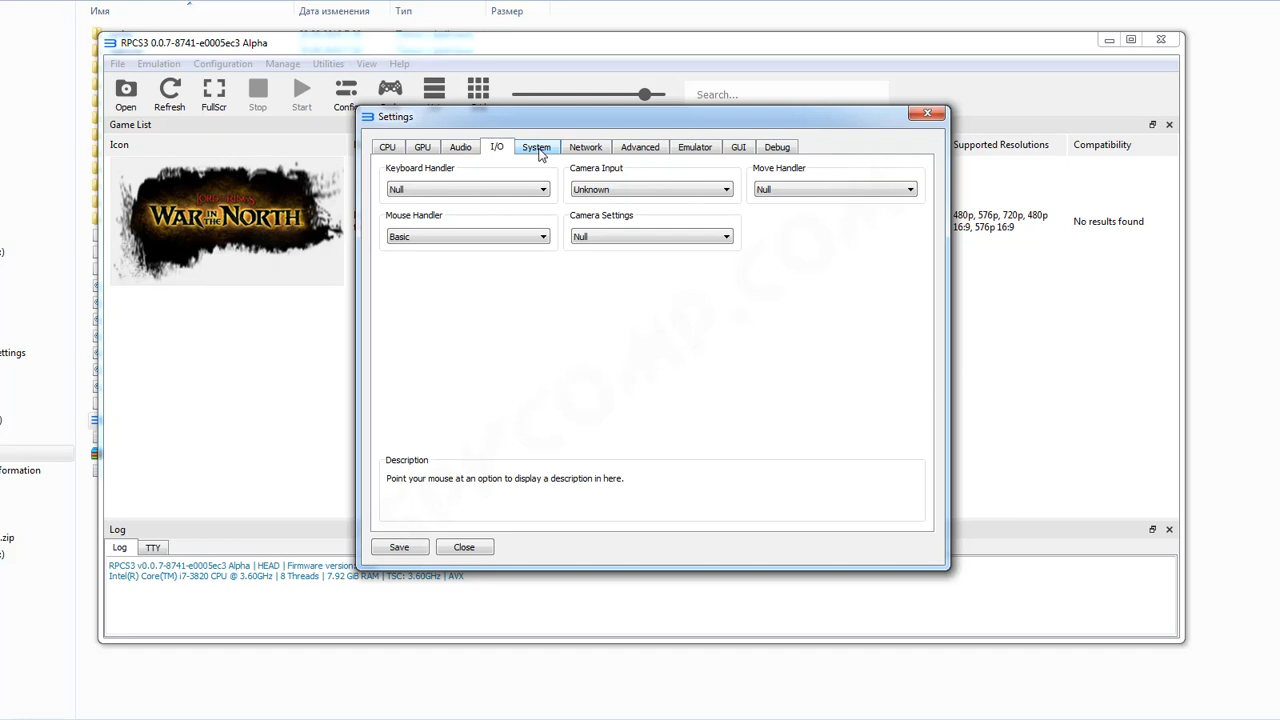 Имя Дата изменения Тип Размер
RPCS3 0.0.7-8741-e0005ec3 Alpha
File Emulation Configuration Manage Utilities View Help
Open Refresh FullScr Stop Start Search...
Game List
Settings
Icon
Supported Resolutions Compatibility
CPU GPU Audio I/O System Network Advanced Emulator GUI Debug
Keyboard Handler Camera Input Move Handler
Null Unknown Null
Mouse Handler Camera Settings
Basic Null
LORD OF THE RINGS
WAR IN THE NORTH
480p, 576p, 720p, 480p
16:9, 576p 16:9
No results found
ettings
formation
.zip
Description
Point your mouse at an option to display a description in here.
Save Close
Log
Log TTY
RPCS3 v0.0.7-8741-e0005ec3 Alpha | HEAD | Firmware version
Intel(R) Core(TM) i7-3820 CPU @ 3.60GHz | 8 Threads | 7.92 GiB RAM | TSC: 3.60GHz | AVX